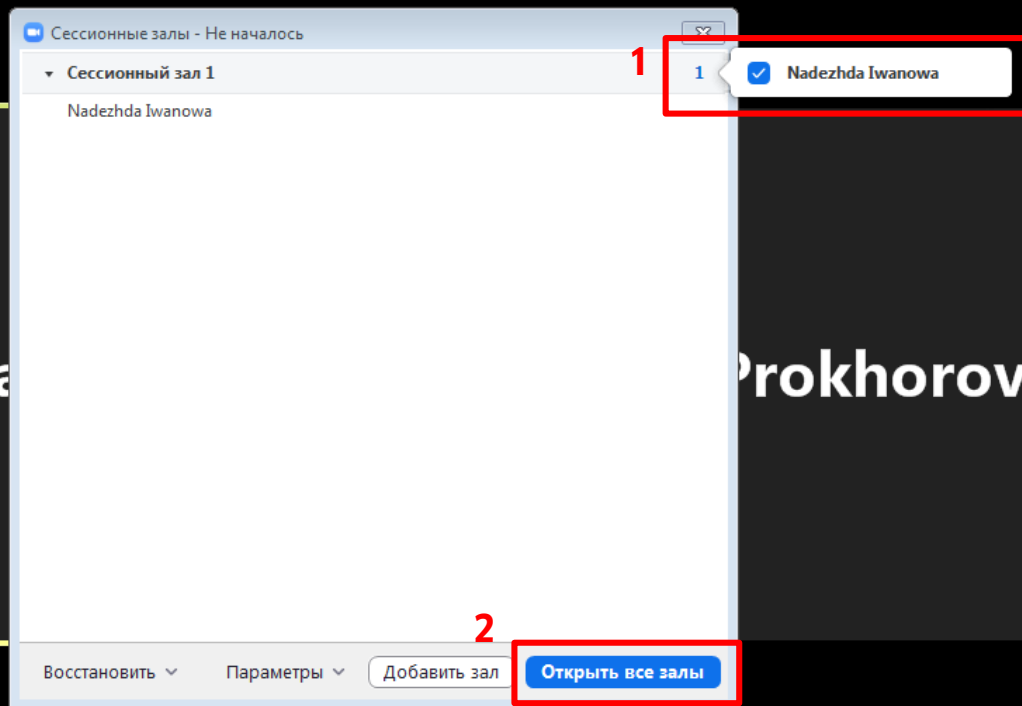 Сессионные залы - Не началось
1
Сессионный зал 1
1
Nadezhda Iwanowa
Nadezhda Iwanowa
Prokhorov
2
Восстановить
Параметры
Добавить зал
Открыть все залы